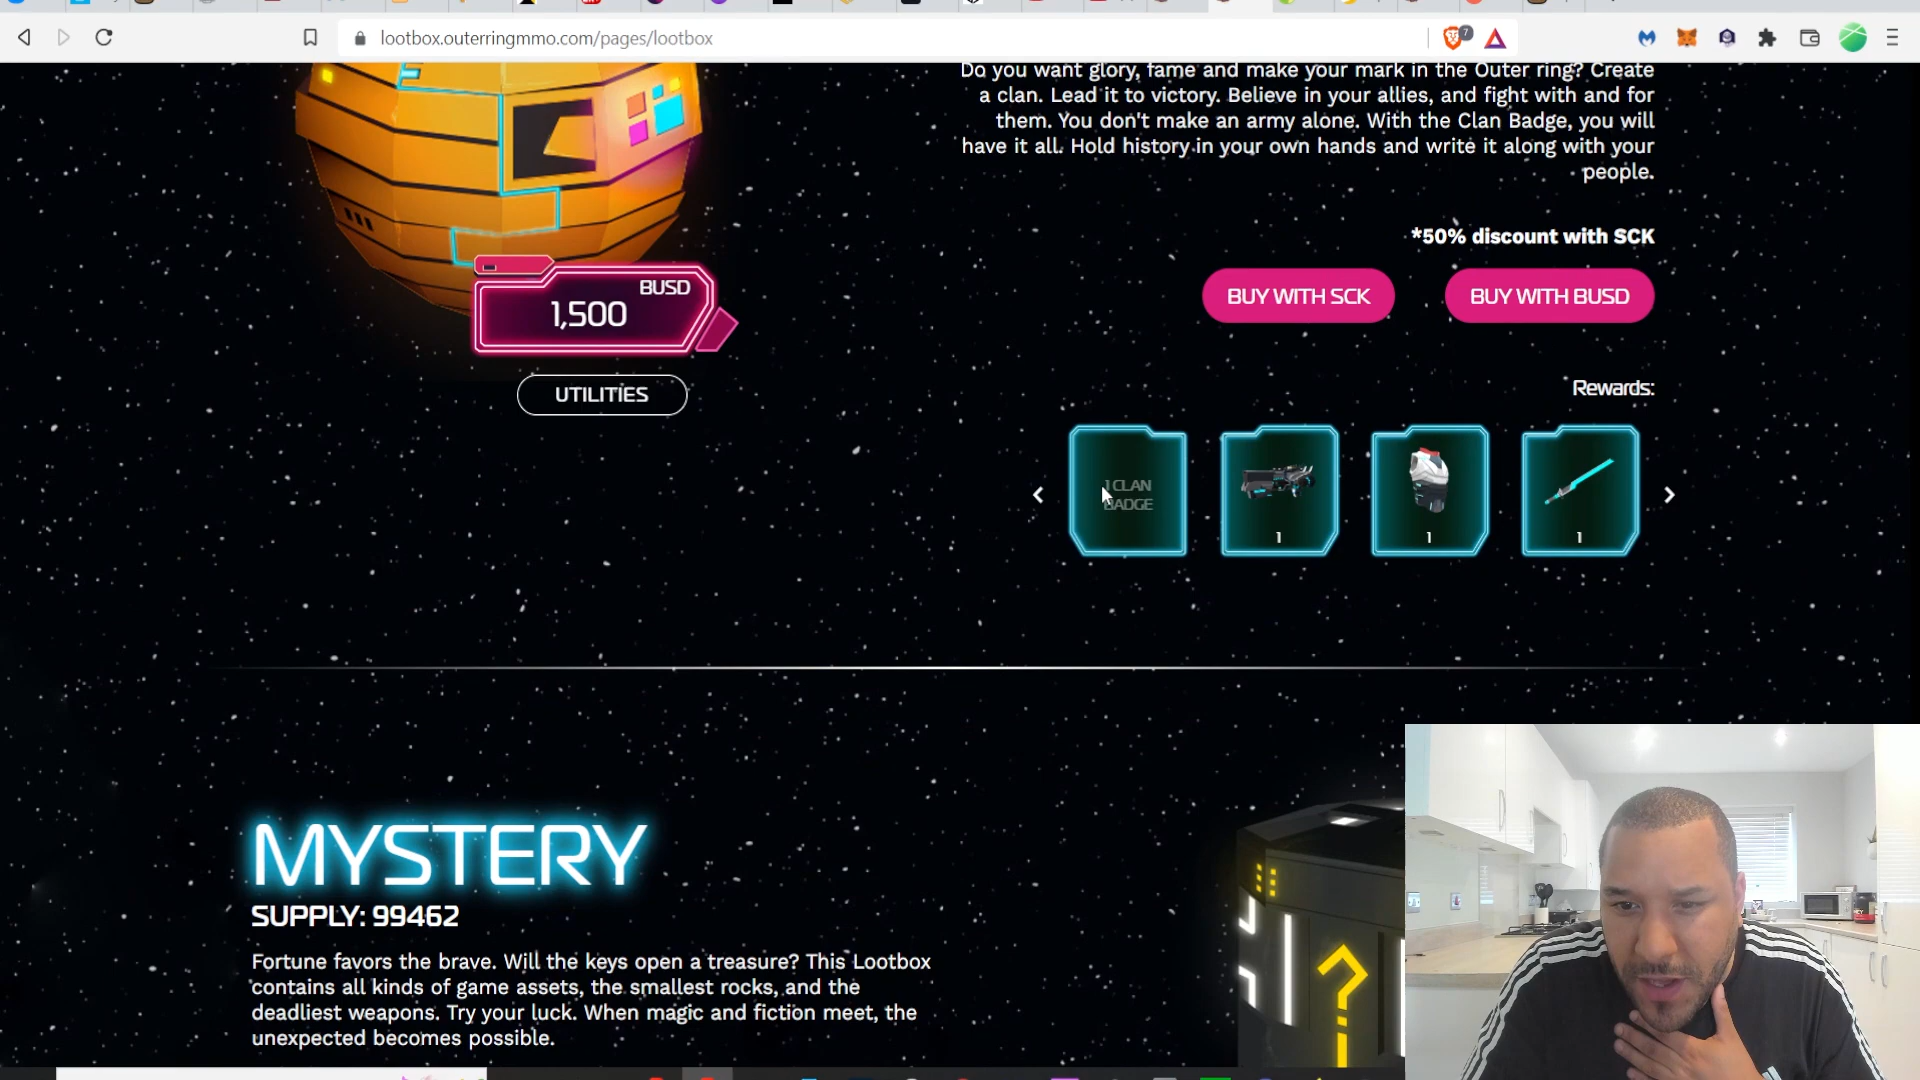 lootbox.outerringmmo.com/pages/lootbox
7
Do you want glory, fame and make your mark in the Outer ring? Create
a clan. Lead it to victory. Believe in your allies, and fight with and for
them. You don't make an army alone. With the Clan Badge, you will
have it all. Hold history in your own hands and write it along with your
people.
*50% discount with SCK
BUSD
1,500
BUY WITH SCK
BUY WITH BUSD
UTILITIES
Rewards:
1 CLAN
BADGE
1
1
1
MYSTERY
SUPPLY: 99462
Fortune favors the brave. Will the keys open a treasure? This Lootbox
contains all kinds of game assets, the smallest rocks, and the
deadliest weapons. Try your luck. When magic and fiction meet, the
unexpected becomes possible.
?